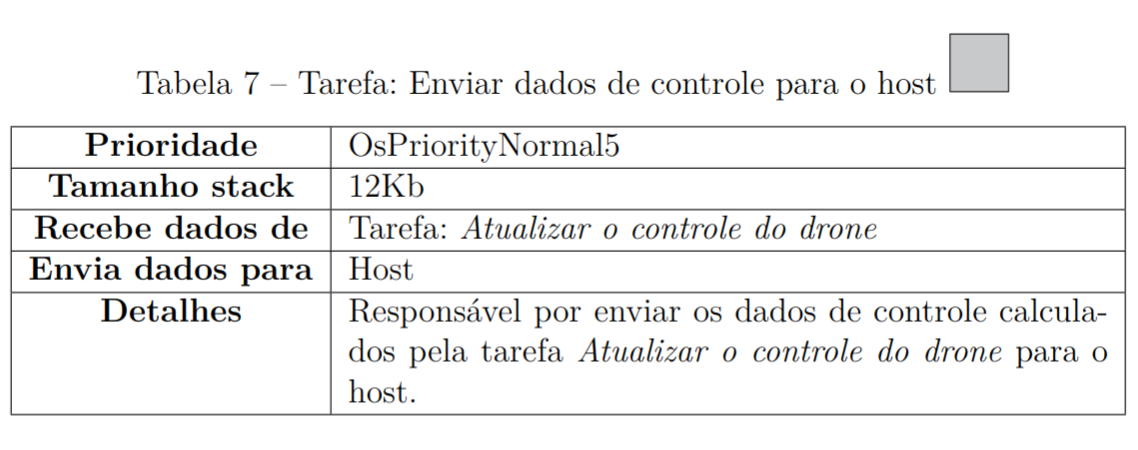 Tabela 7 – Tarefa: Enviar dados de controle para o host
Prioridade OsPriorityNormal5
Tamanho stack 12Kb
Recebe dados de Tarefa: Atualizar o controle do drone
Envia dados para Host
Detalhes Responsável por enviar os dados de controle calcula-
dos pela tarefa Atualizar o controle do drone para o
host.